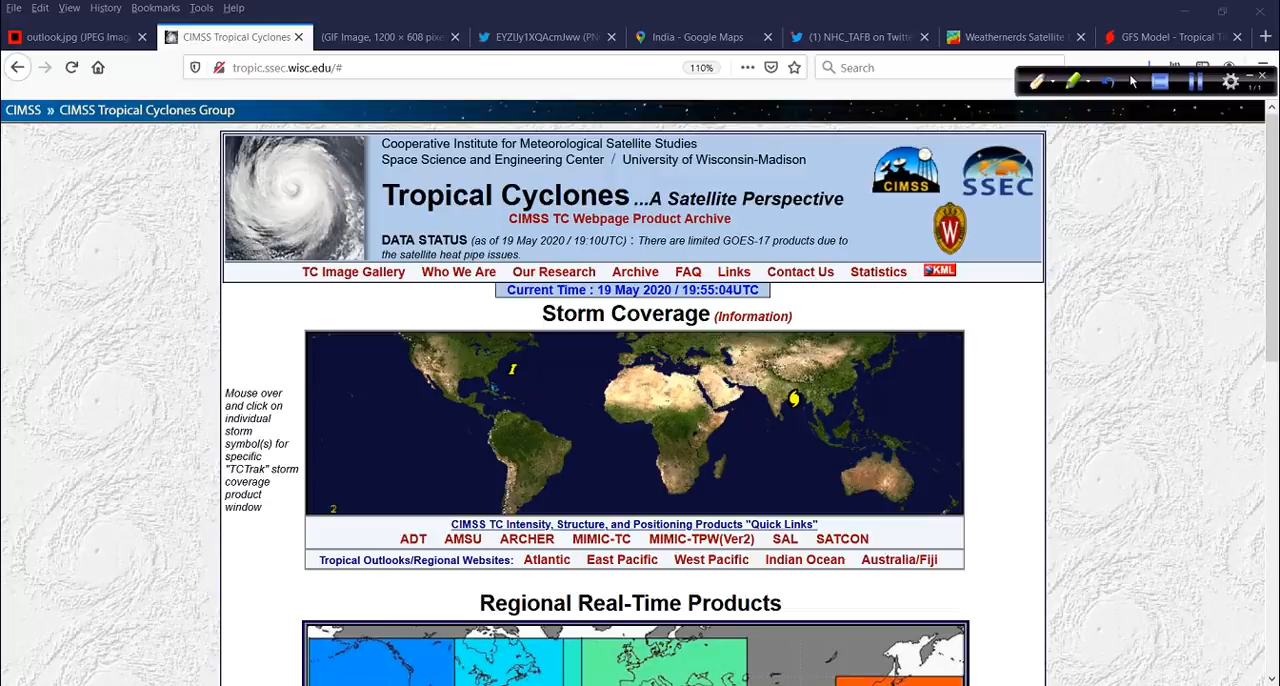 File Edit View History Bookmarks Tools Help
outlook.jpg (JPEG Imag
CIMSS Tropical Cyclones
(GIF Image, 1200 × 608 pixe
EYZIJy1XQAcmJww (PN
India - Google Maps
(1) NHC_TAFB on Twitt
Weathernerds Satellite
GFS Model - Tropical Ti
tropic.ssec.wisc.edu/#
110%
Search
1/1
CIMSS » CIMSS Tropical Cyclones Group
Cooperative Institute for Meteorological Satellite Studies
Space Science and Engineering Center / University of Wisconsin-Madison
Tropical Cyclones ...A Satellite Perspective
CIMSS TC Webpage Product Archive
DATA STATUS (as of 19 May 2020 / 19:10UTC) : There are limited GOES-17 products due to
the satellite heat pipe issues.
CIMSS
SSEC
W
TC Image Gallery Who We Are Our Research Archive FAQ Links Contact Us Statistics KML
Current Time : 19 May 2020 / 19:55:04UTC
Storm Coverage (Information)
Mouse over
and click on
individual
storm
symbol(s) for
specific
"TCTrak" storm
coverage
product
window
I
2
CIMSS TC Intensity, Structure, and Positioning Products "Quick Links"
ADT AMSU ARCHER MIMIC-TC MIMIC-TPW(Ver2) SAL SATCON
Tropical Outlooks/Regional Websites: Atlantic East Pacific West Pacific Indian Ocean Australia/Fiji
Regional Real-Time Products